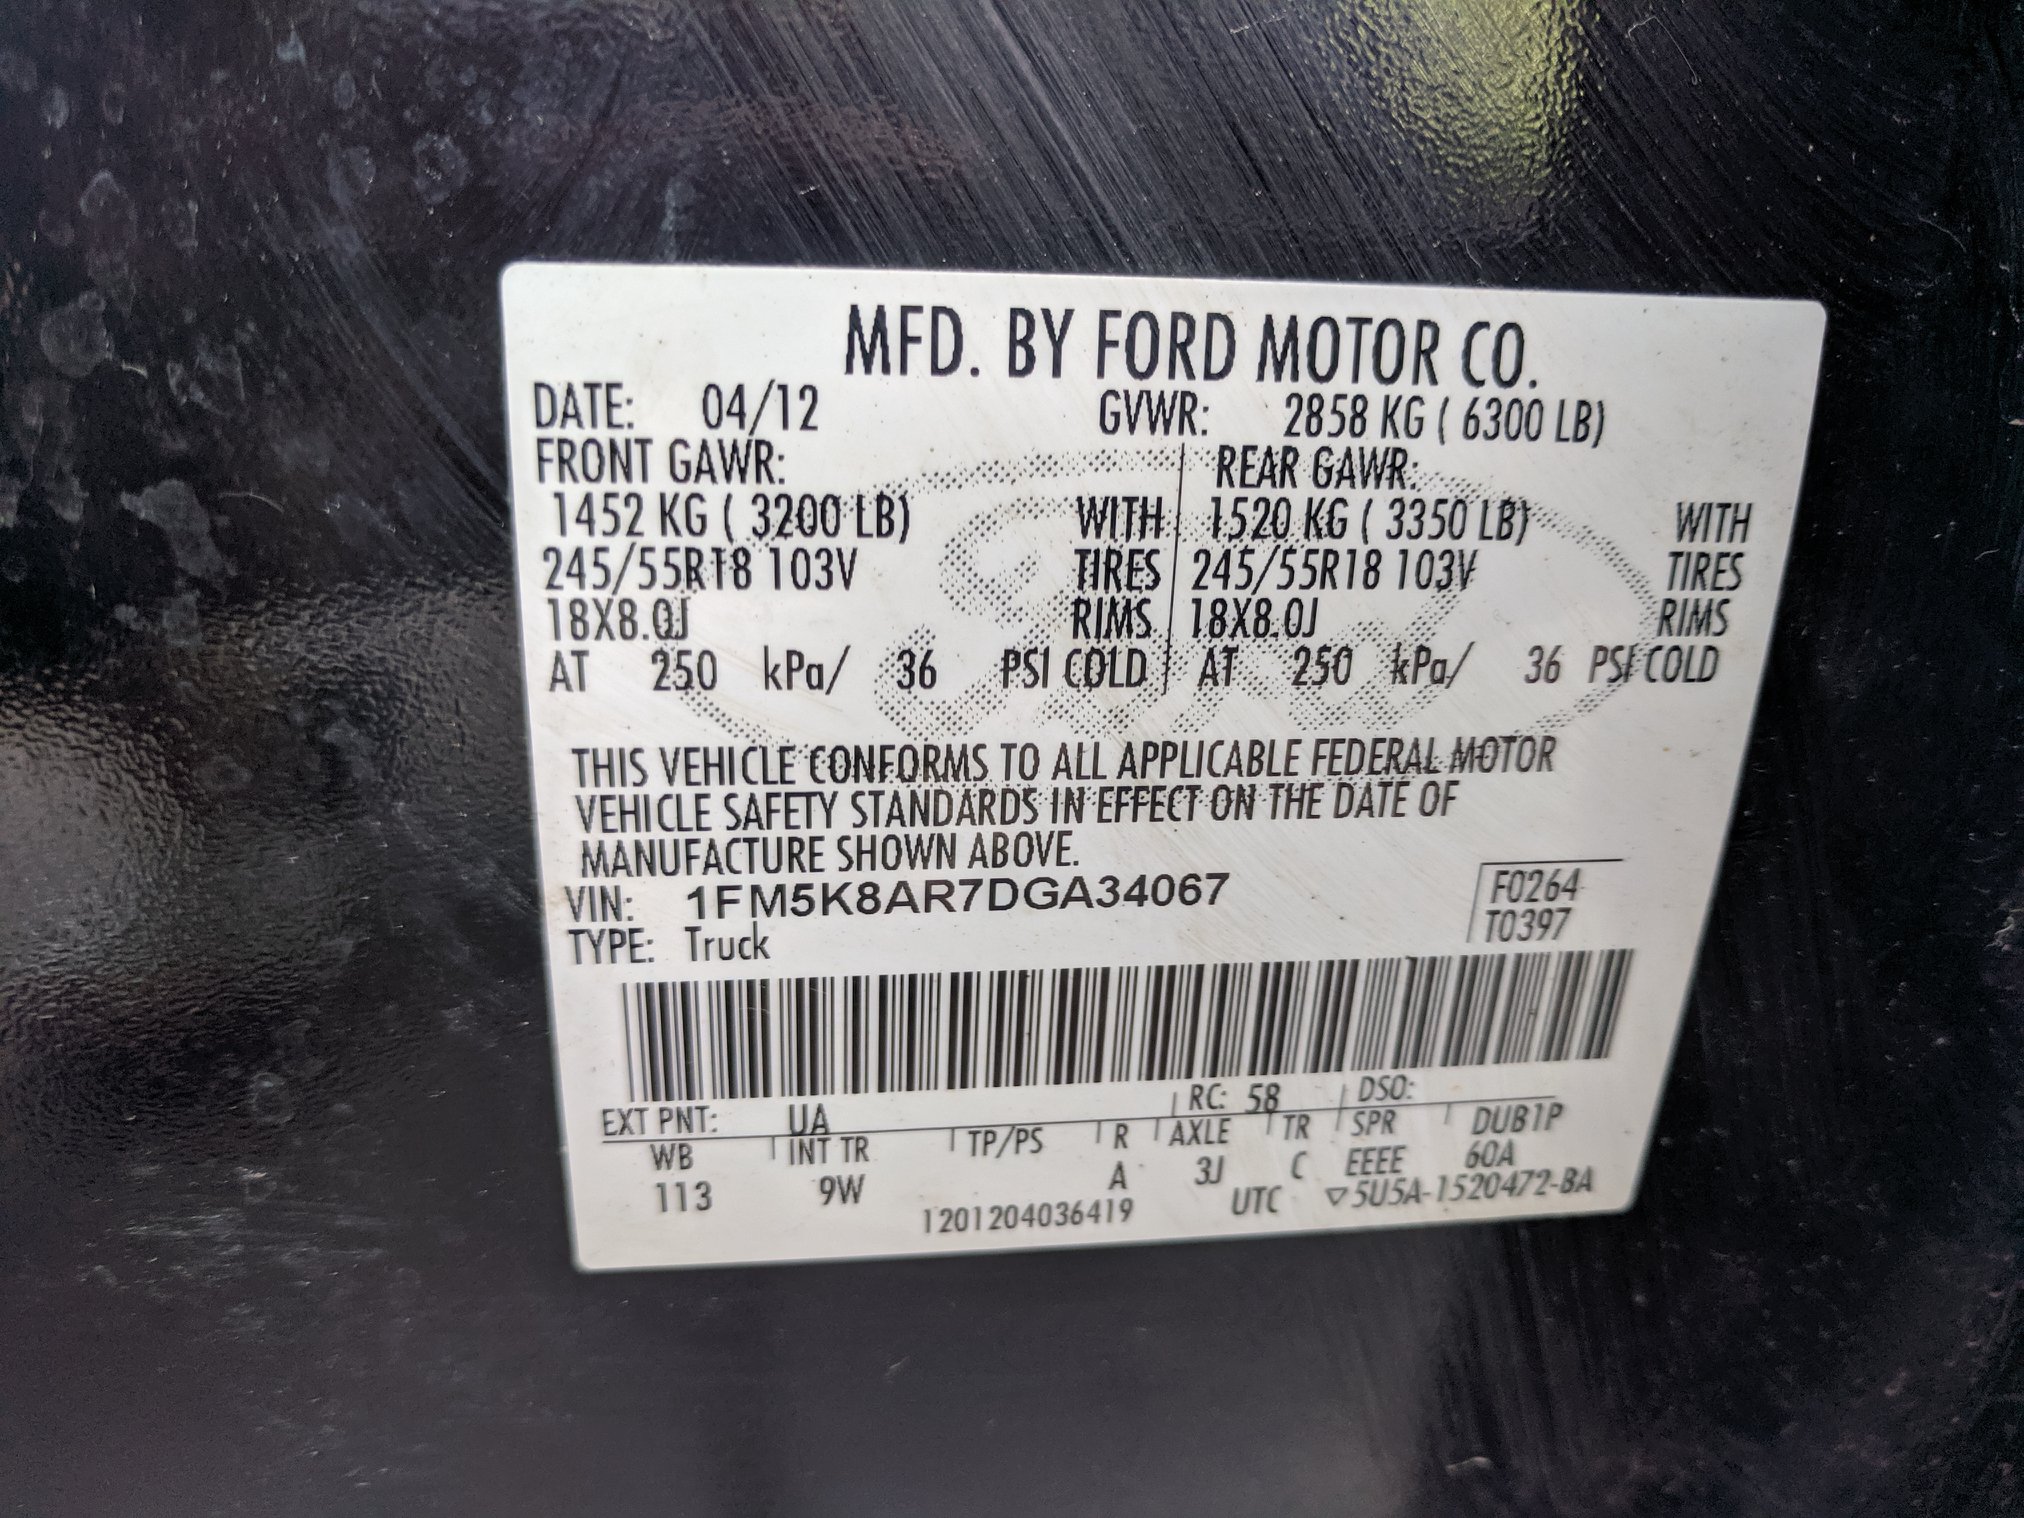 MFD. BY FORD MOTOR CO.
DATE: 04/12 GVWR: 2858 KG ( 6300 LB)
FRONT GAWR: REAR GAWR:
1452 KG ( 3200 LB) WITH 1520 KG ( 3350 LB) WITH
245/55R18 103V TIRES 245/55R18 103V TIRES
18X8.0J RIMS 18X8.0J RIMS
AT 250 kPa/ 36 PSI COLD AT 250 kPa/ 36 PSI COLD
THIS VEHICLE CONFORMS TO ALL APPLICABLE FEDERAL MOTOR
VEHICLE SAFETY STANDARDS IN EFFECT ON THE DATE OF
MANUFACTURE SHOWN ABOVE.
VIN: 1FM5K8AR7DGA34067 F0264
TYPE: Truck T0397
EXT PNT: UA RC: 58 DSO:
WB INT TR TP/PS R AXLE TR SPR DUB1P
113 9W A 3J C EEEE 60A
1201204036419 UTC ▽5U5A-1520472-BA